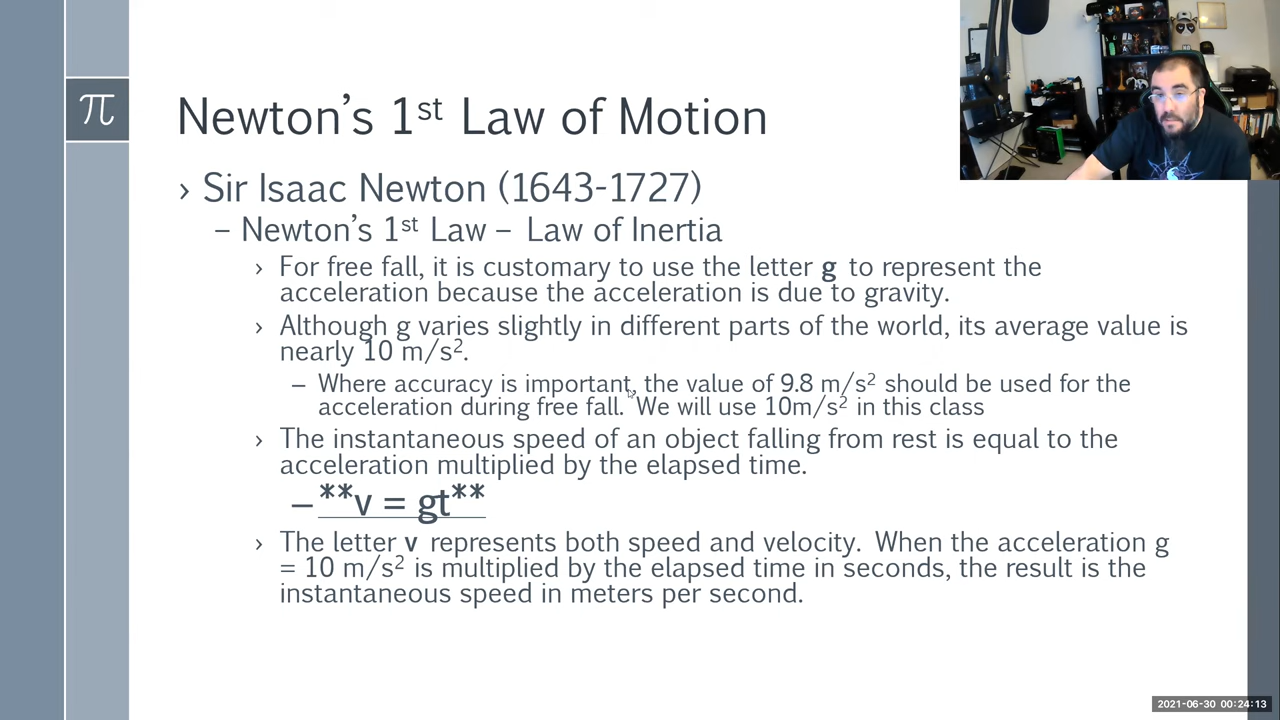 π
Newton's 1st Law of Motion
› Sir Isaac Newton (1643-1727)
– Newton's 1st Law – Law of Inertia
› For free fall, it is customary to use the letter g to represent the
acceleration because the acceleration is due to gravity.
› Although g varies slightly in different parts of the world, its average value is
nearly 10 m/s².
– Where accuracy is important, the value of 9.8 m/s² should be used for the
acceleration during free fall. We will use 10m/s² in this class
› The instantaneous speed of an object falling from rest is equal to the
acceleration multiplied by the elapsed time.
– **v = gt**
› The letter v represents both speed and velocity. When the acceleration g
= 10 m/s² is multiplied by the elapsed time in seconds, the result is the
instantaneous speed in meters per second.
2021-06-30 00:24:13